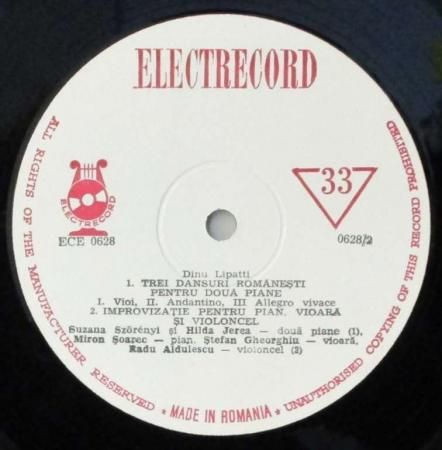 ELECTRECORD
ELECTRECORD
ECE 0628
33
0628/2
Dinu Lipatti
1. TREI DANSURI ROMÂNEȘTI
PENTRU DOUĂ PIANE
I. Vioi, II. Andantino, III Allegro vivace
2. IMPROVIZAȚIE PENTRU PIAN, VIOARĂ
ȘI VIOLONCEL
Suzana Szörényi și Hilda Jerea — două piane (1),
Miron Șoarec — pian, Ștefan Gheorghiu — vioară,
Radu Aldulescu — violoncel (2)
ALL RIGHTS OF THE MANUFACTURER RESERVED * MADE IN ROMANIA * UNAUTHORISED COPYING OF THIS RECORD PROHIBITED